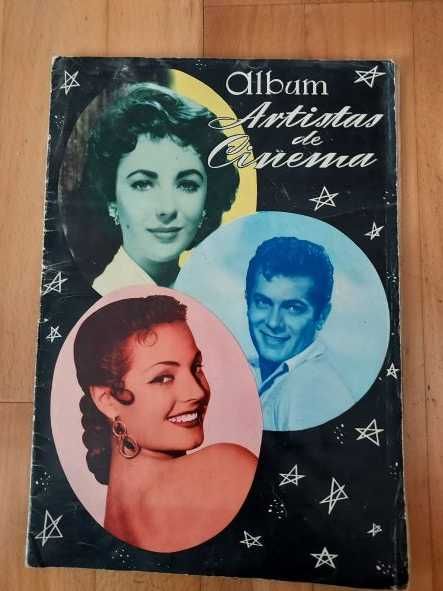 Album
Artistas
de
Cinema